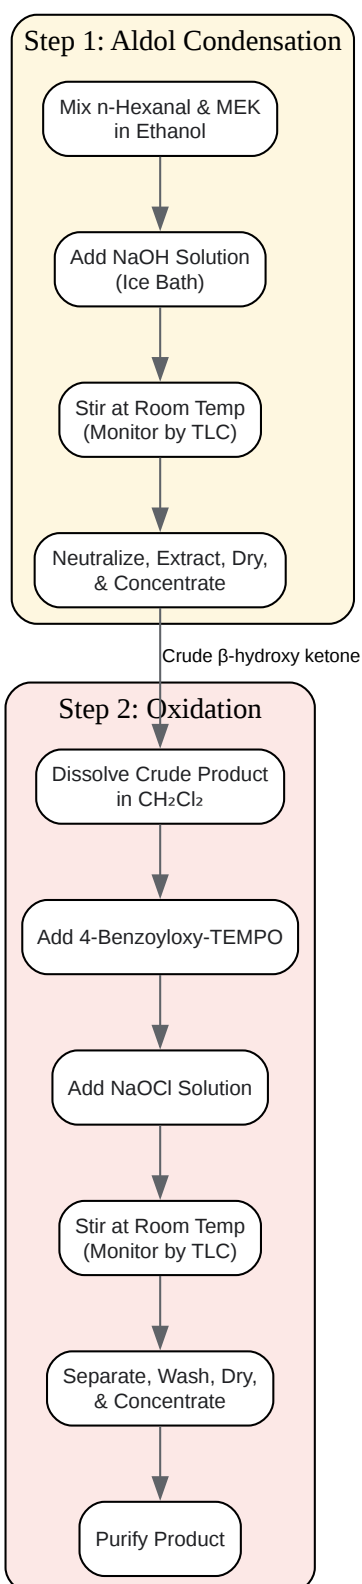 Step 1: Aldol Condensation
Mix n-Hexanal & MEK
in Ethanol
Add NaOH Solution
(Ice Bath)
Stir at Room Temp
(Monitor by TLC)
Neutralize, Extract, Dry,
& Concentrate
Crude β-hydroxy ketone
Step 2: Oxidation
Dissolve Crude Product
in CH₂Cl₂
Add 4-Benzoyloxy-TEMPO
Add NaOCl Solution
Stir at Room Temp
(Monitor by TLC)
Separate, Wash, Dry,
& Concentrate
Purify Product